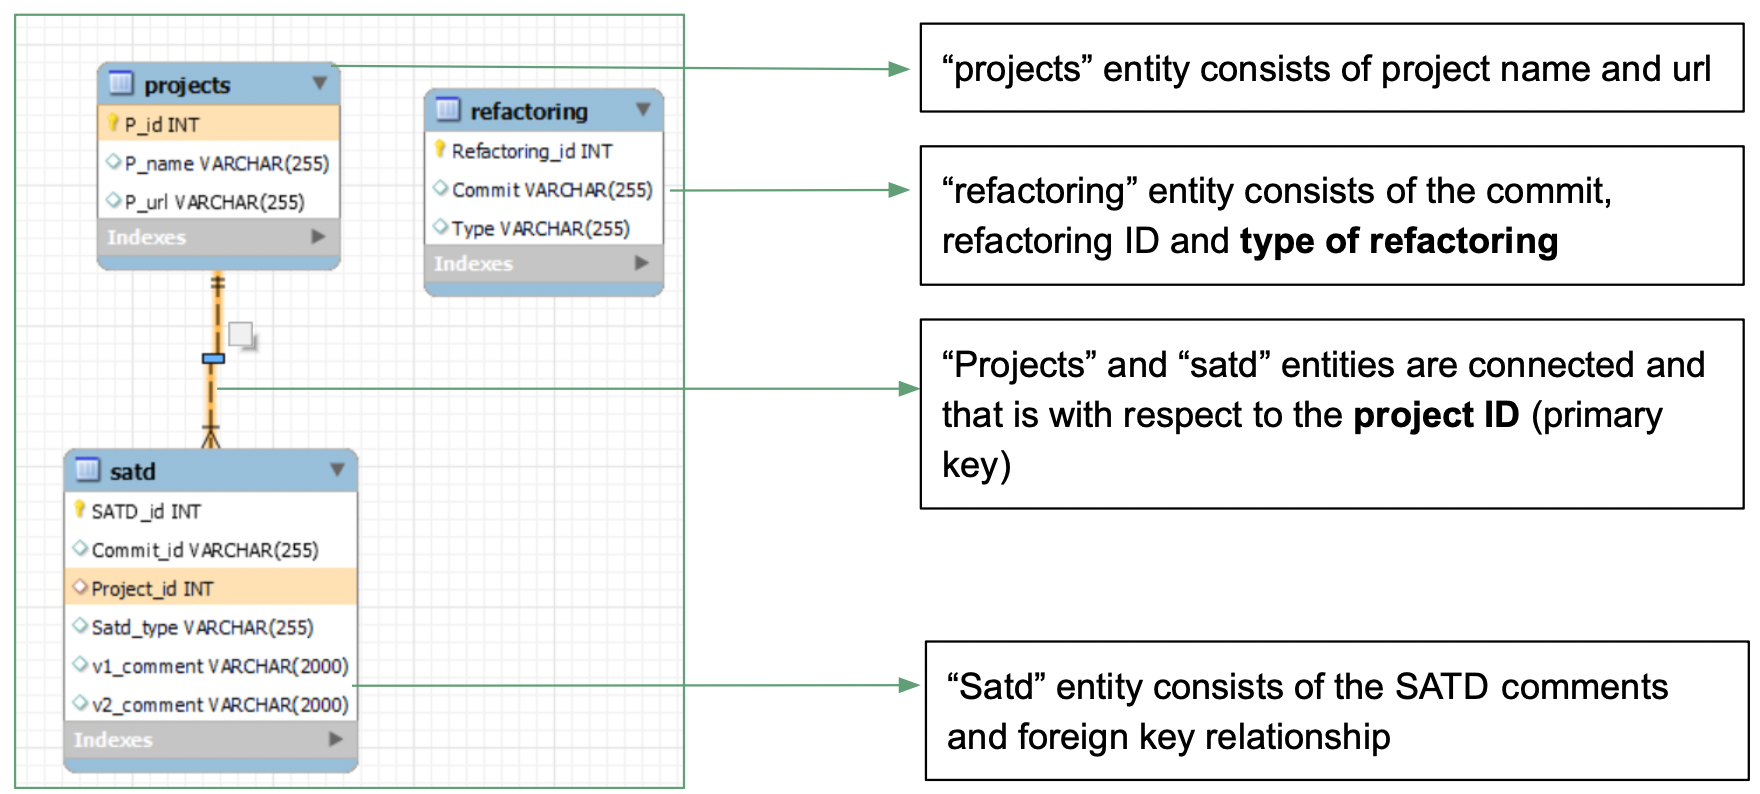 projects
P_id INT
P_name VARCHAR(255)
P_url VARCHAR(255)
Indexes
refactoring
Refactoring_id INT
Commit VARCHAR(255)
Type VARCHAR(255)
Indexes
satd
SATD_id INT
Commit_id VARCHAR(255)
Project_id INT
Satd_type VARCHAR(255)
v1_comment VARCHAR(2000)
v2_comment VARCHAR(2000)
Indexes
“projects” entity consists of project name and url
“refactoring” entity consists of the commit,
refactoring ID and type of refactoring
“Projects” and “satd” entities are connected and
that is with respect to the project ID (primary
key)
“Satd” entity consists of the SATD comments
and foreign key relationship